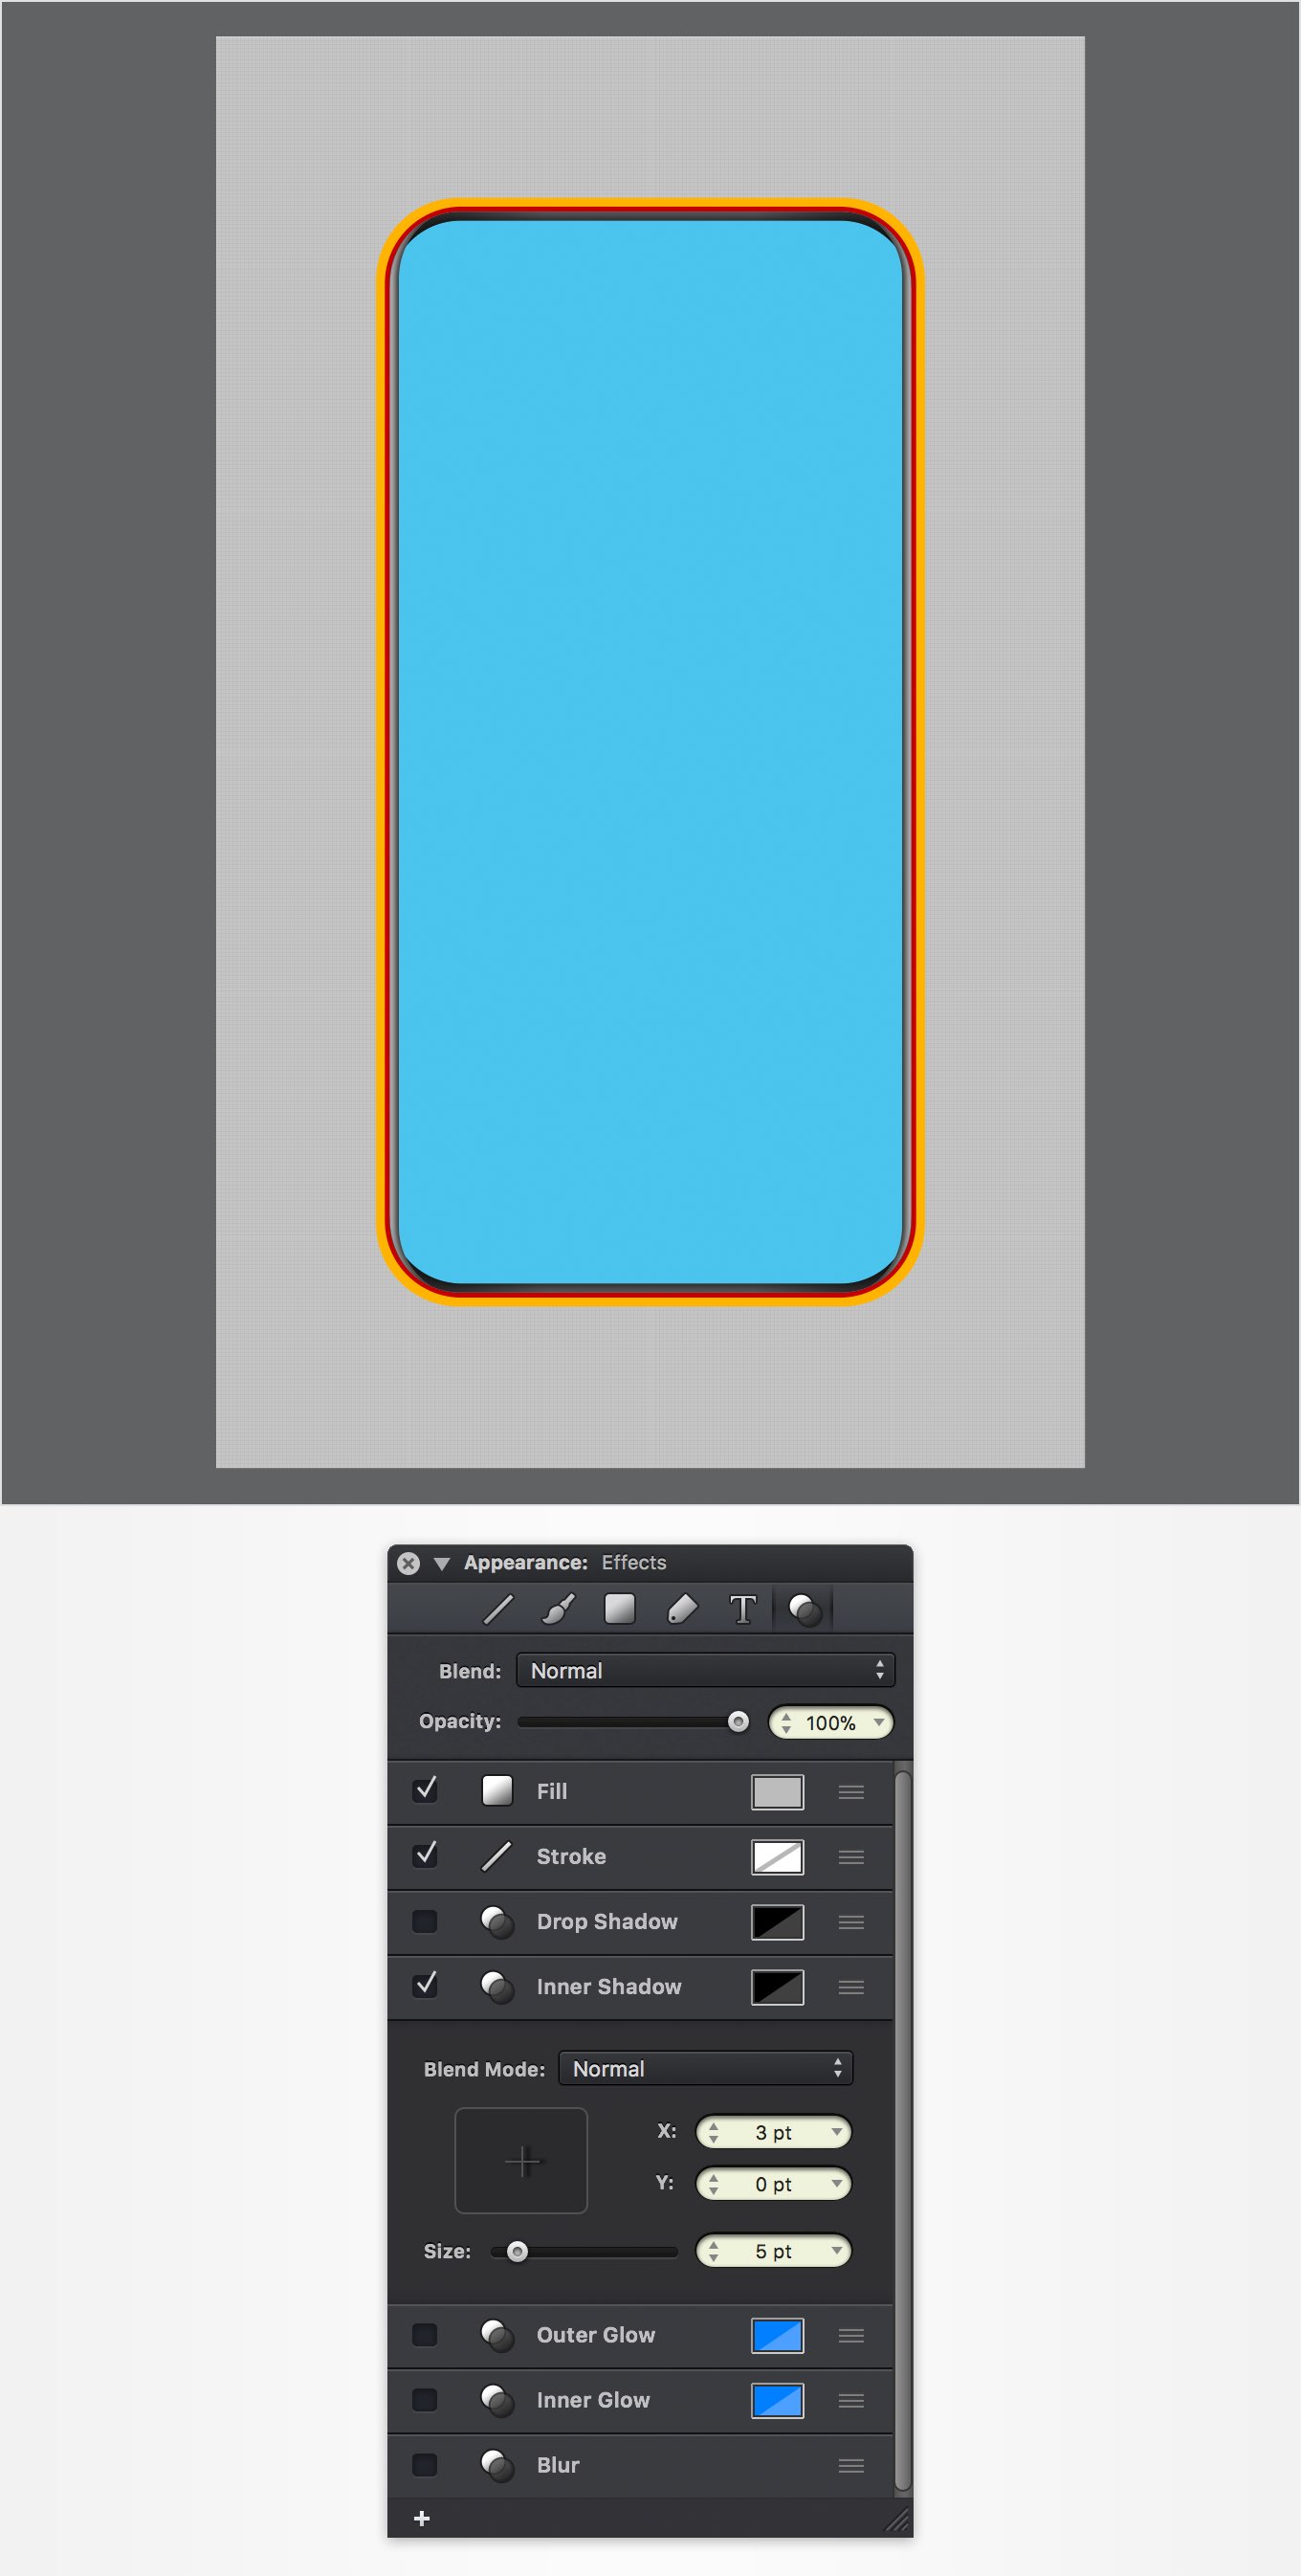 Appearance: Effects
T
Blend: Normal
Opacity: 100%
Fill
Stroke
Drop Shadow
Inner Shadow
Blend Mode: Normal
X: 3 pt
Y: 0 pt
Size: 5 pt
Outer Glow
Inner Glow
Blur